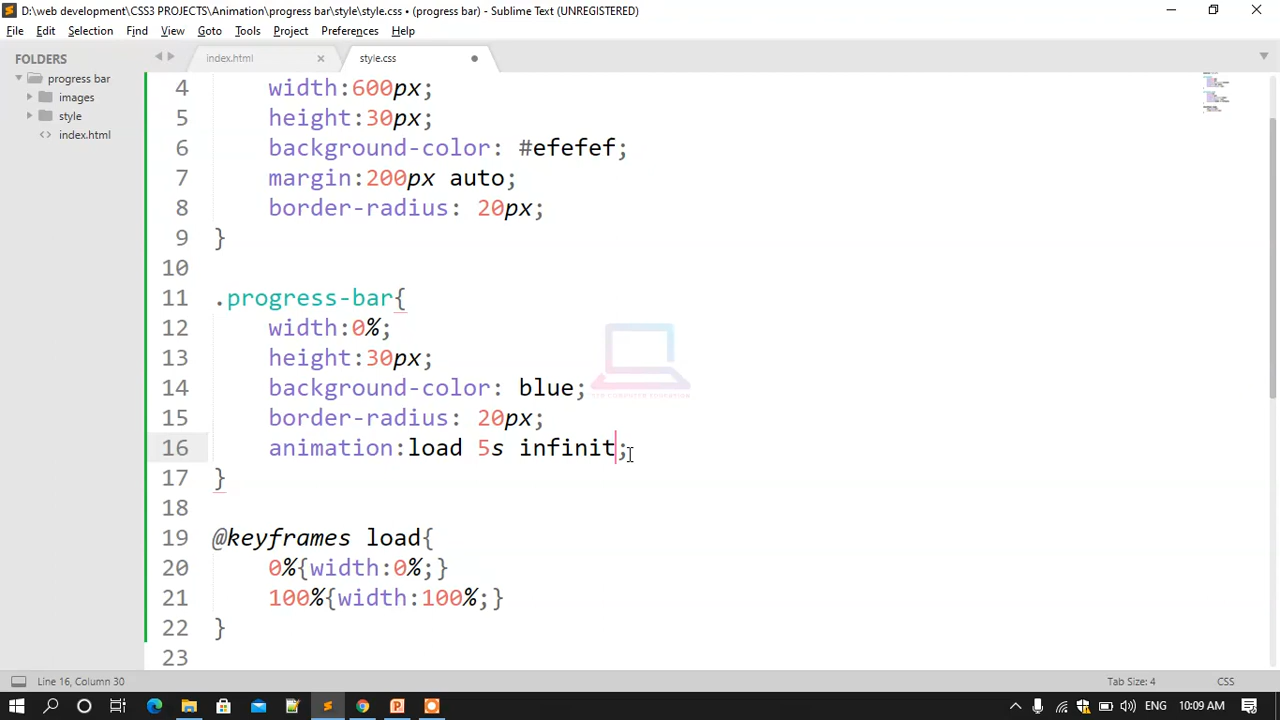 D:\web development\CSS3 PROJECTS\Animation\progress bar\style\style.css • (progress bar) - Sublime Text (UNREGISTERED)
File Edit Selection Find View Goto Tools Project Preferences Help
FOLDERS
progress bar
images
style
index.html
index.html
style.css
4 width:600px;
5 height:30px;
6 background-color: #efefef;
7 margin:200px auto;
8 border-radius: 20px;
9 }
10
11 .progress-bar{
12 width:0%;
13 height:30px;
14 background-color: blue;
15 border-radius: 20px;
16 animation:load 5s infinit;
17 }
18
19 @keyframes load{
20 0%{width:0%;}
21 100%{width:100%;}
22 }
23
Line 16, Column 30
Tab Size: 4
CSS
ENG
10:09 AM